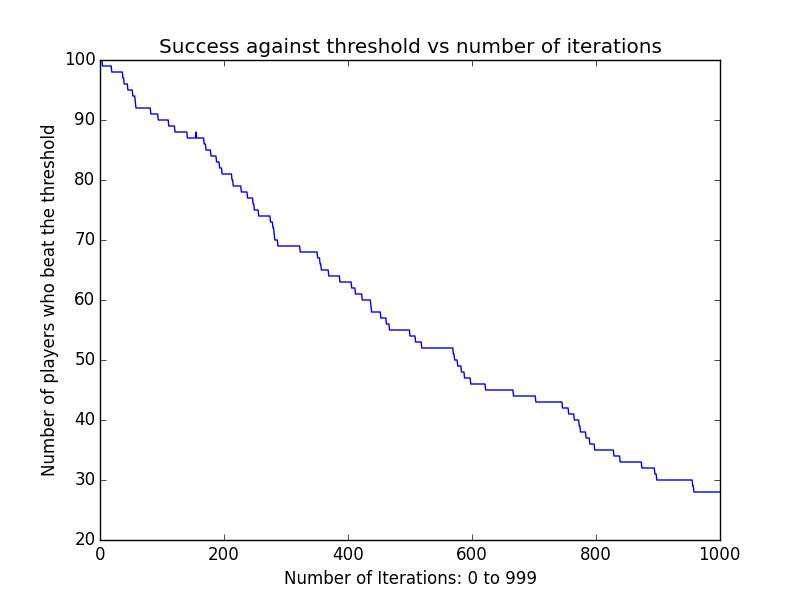 Success against threshold vs number of iterations
100
90
80
70
60
50
40
30
20
Number of players who beat the threshold
0 200 400 600 800 1000
Number of Iterations: 0 to 999